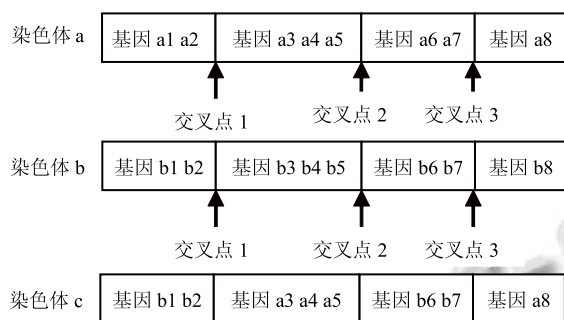 染色体 a 基因 a1 a2 基因 a3 a4 a5 基因 a6 a7 基因 a8
交叉点 1 交叉点 2 交叉点 3
染色体 b 基因 b1 b2 基因 b3 b4 b5 基因 b6 b7 基因 b8
交叉点 1 交叉点 2 交叉点 3
染色体 c 基因 b1 b2 基因 a3 a4 a5 基因 b6 b7 基因 a8